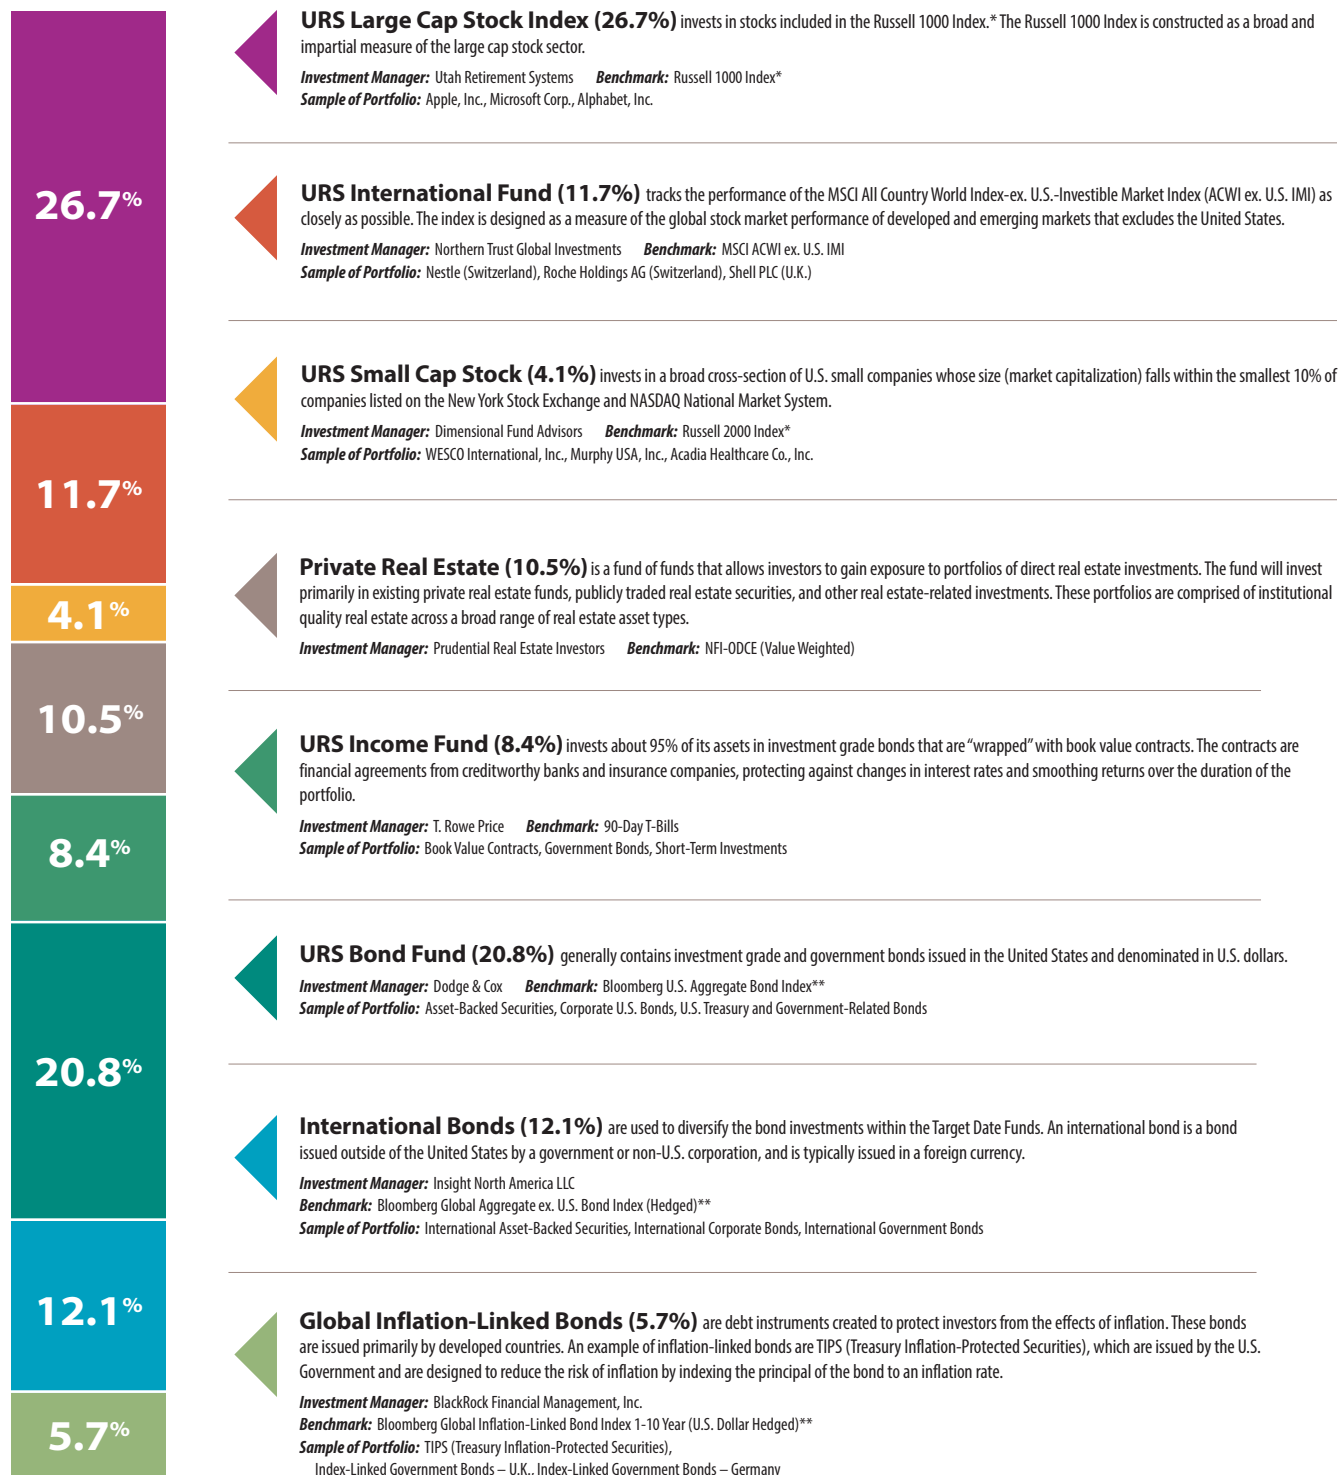 26.7%
11.7%
4.1%
10.5%
8.4%
20.8%
12.1%
5.7%
URS Large Cap Stock Index (26.7%) invests in stocks included in the Russell 1000 Index.* The Russell 1000 Index is constructed as a broad and
impartial measure of the large cap stock sector.
Investment Manager: Utah Retirement Systems Benchmark: Russell 1000 Index*
Sample of Portfolio: Apple, Inc., Microsoft Corp., Alphabet, Inc.
URS International Fund (11.7%) tracks the performance of the MSCI All Country World Index-ex. U.S.-Investible Market Index (ACWI ex. U.S. IMI) as
closely as possible. The index is designed as a measure of the global stock market performance of developed and emerging markets that excludes the United States.
Investment Manager: Northern Trust Global Investments Benchmark: MSCI ACWI ex. U.S. IMI
Sample of Portfolio: Nestle (Switzerland), Roche Holdings AG (Switzerland), Shell PLC (U.K.)
URS Small Cap Stock (4.1%) invests in a broad cross-section of U.S. small companies whose size (market capitalization) falls within the smallest 10% of
companies listed on the New York Stock Exchange and NASDAQ National Market System.
Investment Manager: Dimensional Fund Advisors Benchmark: Russell 2000 Index*
Sample of Portfolio: WESCO International, Inc., Murphy USA, Inc., Acadia Healthcare Co., Inc.
Private Real Estate (10.5%) is a fund of funds that allows investors to gain exposure to portfolios of direct real estate investments. The fund will invest
primarily in existing private real estate funds, publicly traded real estate securities, and other real estate-related investments. These portfolios are comprised of institutional
quality real estate across a broad range of real estate asset types.
Investment Manager: Prudential Real Estate Investors Benchmark: NFI-ODCE (Value Weighted)
URS Income Fund (8.4%) invests about 95% of its assets in investment grade bonds that are “wrapped” with book value contracts. The contracts are
financial agreements from creditworthy banks and insurance companies, protecting against changes in interest rates and smoothing returns over the duration of the
portfolio.
Investment Manager: T. Rowe Price Benchmark: 90-Day T-Bills
Sample of Portfolio: Book Value Contracts, Government Bonds, Short-Term Investments
URS Bond Fund (20.8%) generally contains investment grade and government bonds issued in the United States and denominated in U.S. dollars.
Investment Manager: Dodge & Cox Benchmark: Bloomberg U.S. Aggregate Bond Index**
Sample of Portfolio: Asset-Backed Securities, Corporate U.S. Bonds, U.S. Treasury and Government-Related Bonds
International Bonds (12.1%) are used to diversify the bond investments within the Target Date Funds. An international bond is a bond
issued outside of the United States by a government or non-U.S. corporation, and is typically issued in a foreign currency.
Investment Manager: Insight North America LLC
Benchmark: Bloomberg Global Aggregate ex. U.S. Bond Index (Hedged)**
Sample of Portfolio: International Asset-Backed Securities, International Corporate Bonds, International Government Bonds
Global Inflation-Linked Bonds (5.7%) are debt instruments created to protect investors from the effects of inflation. These bonds
are issued primarily by developed countries. An example of inflation-linked bonds are TIPS (Treasury Inflation-Protected Securities), which are issued by the U.S.
Government and are designed to reduce the risk of inflation by indexing the principal of the bond to an inflation rate.
Investment Manager: BlackRock Financial Management, Inc.
Benchmark: Bloomberg Global Inflation-Linked Bond Index 1-10 Year (U.S. Dollar Hedged)**
Sample of Portfolio: TIPS (Treasury Inflation-Protected Securities),
Index-Linked Government Bonds – U.K., Index-Linked Government Bonds – Germany